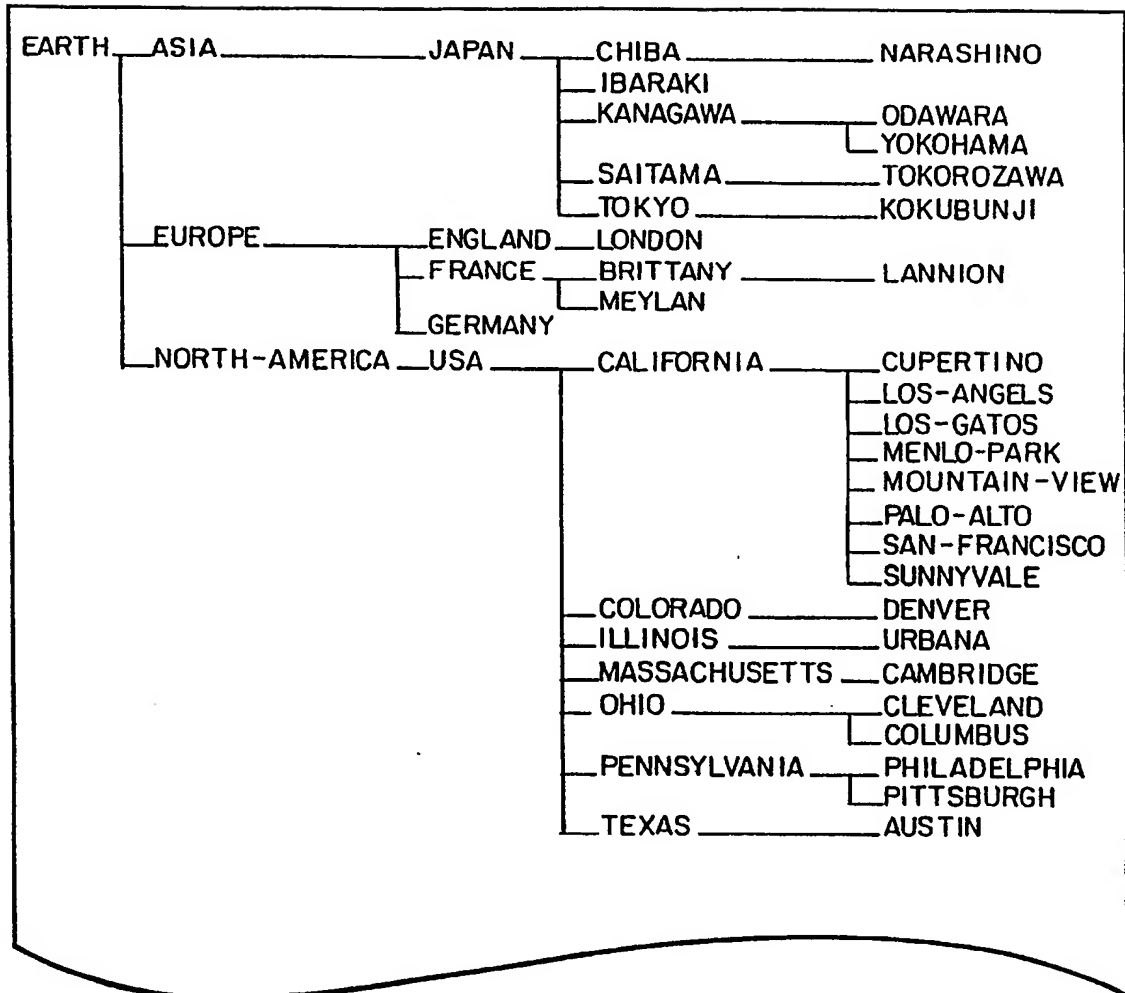 EARTH ASIA JAPAN CHIBA NARASHINO
IBARAKI
KANAGAWA ODAWARA
YOKOHAMA
SAITAMA TOKOROZAWA
TOKYO KOKUBUNJI
EUROPE ENGLAND LONDON
FRANCE BRITTANY LANNION
MEYLAN
GERMANY
NORTH-AMERICA USA CALIFORNIA CUPERTINO
LOS-ANGELS
LOS-GATOS
MENLO-PARK
MOUNTAIN-VIEW
PALO-ALTO
SAN-FRANCISCO
SUNNYVALE
COLORADO DENVER
ILLINOIS URBANA
MASSACHUSETTS CAMBRIDGE
OHIO CLEVELAND
COLUMBUS
PENNSYLVANIA PHILADELPHIA
PITTSBURGH
TEXAS AUSTIN